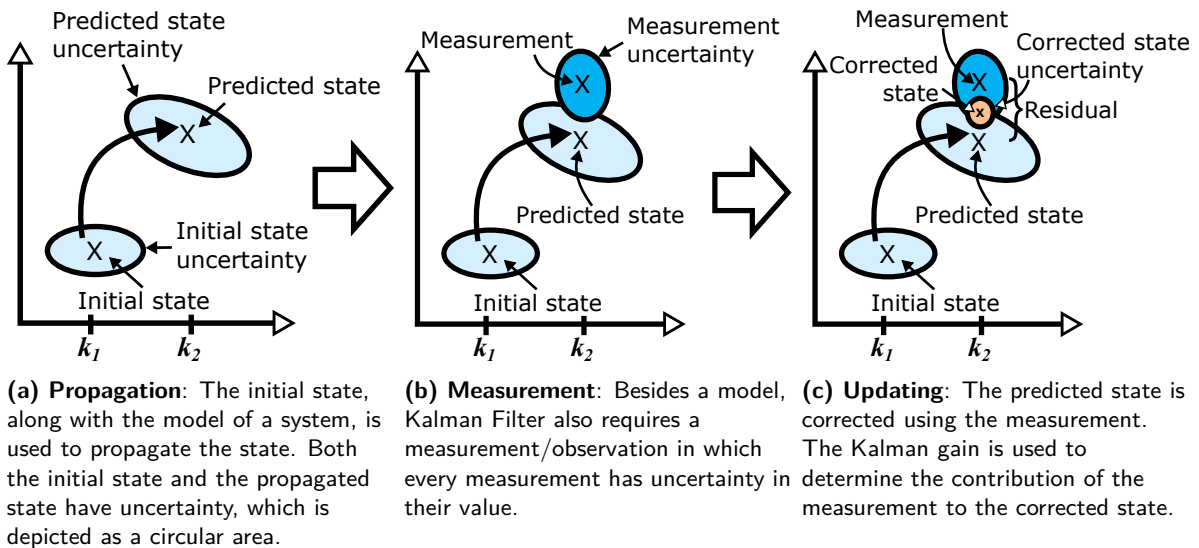 Predicted state
uncertainty
Predicted state
Initial state
uncertainty
Initial state
k1
k2
(a) Propagation: The initial state,
along with the model of a system, is
used to propagate the state. Both
the initial state and the propagated
state have uncertainty, which is
depicted as a circular area.
Measurement
Measurement
uncertainty
X
X
Predicted state
X
Initial state
k1
k2
(b) Measurement: Besides a model,
Kalman Filter also requires a
measurement/observation in which
every measurement has uncertainty in
their value.
Measurement
Corrected state
uncertainty
Corrected
state
X
x
Residual
X
Predicted state
X
Initial state
k1
k2
(c) Updating: The predicted state is
corrected using the measurement.
The Kalman gain is used to
determine the contribution of the
measurement to the corrected state.